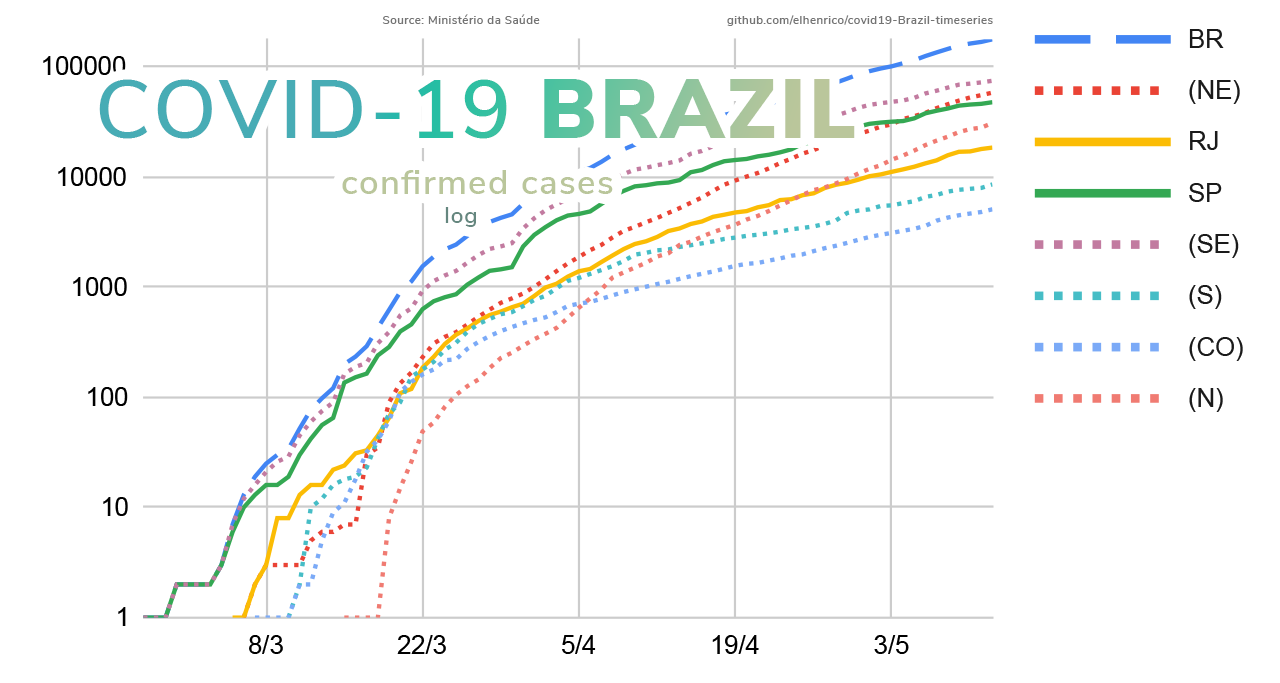 Source: Ministério da Saúde
github.com/elhenrico/covid19-Brazil-timeseries
COVID-19 BRAZIL
confirmed cases
log
100000
10000
1000
100
10
1
8/3
22/3
5/4
19/4
3/5
BR
(NE)
RJ
SP
(SE)
(S)
(CO)
(N)